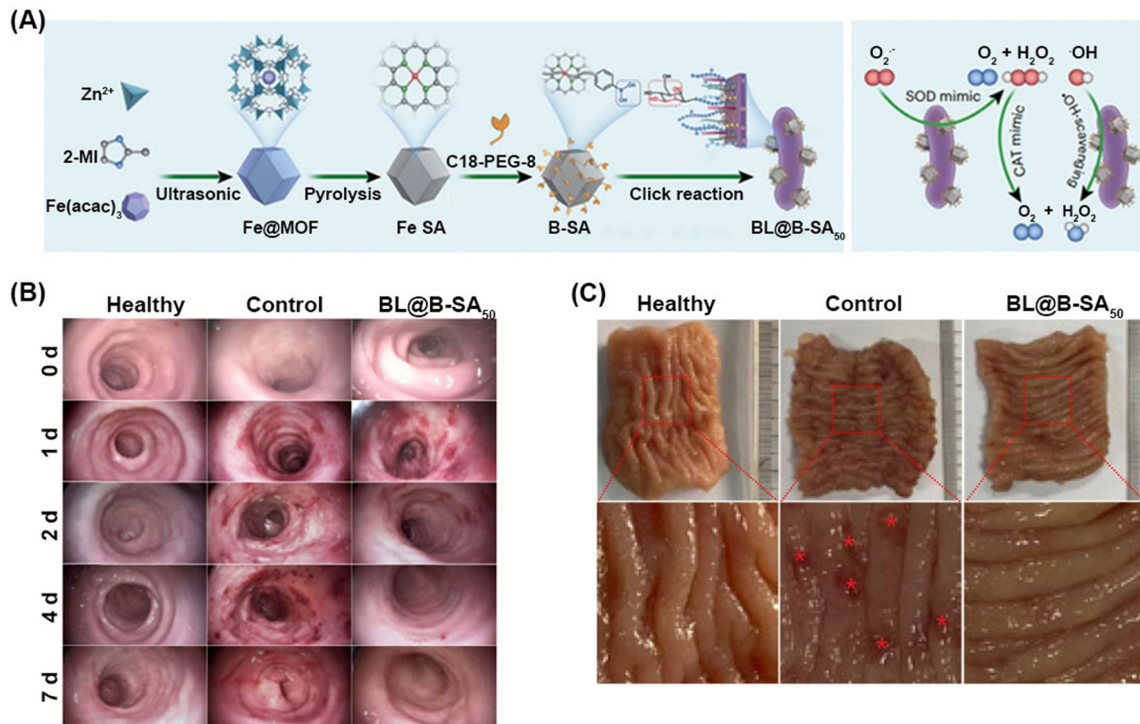 (A)
Zn²⁺
2-MI
Fe(acac)₃
Ultrasonic
Fe@MOF
Pyrolysis
Fe SA
C18-PEG-8
B-SA
OH
OH
Click reaction
BL@B-SA₅₀
O₂·⁻
O₂ + H₂O₂
·OH
SOD mimic
CAT mimic
HO·-scavenging
O₂ + H₂O₂
(B)
Healthy Control BL@B-SA₅₀
0 d
1 d
2 d
4 d
7 d
(C)
Healthy Control BL@B-SA₅₀